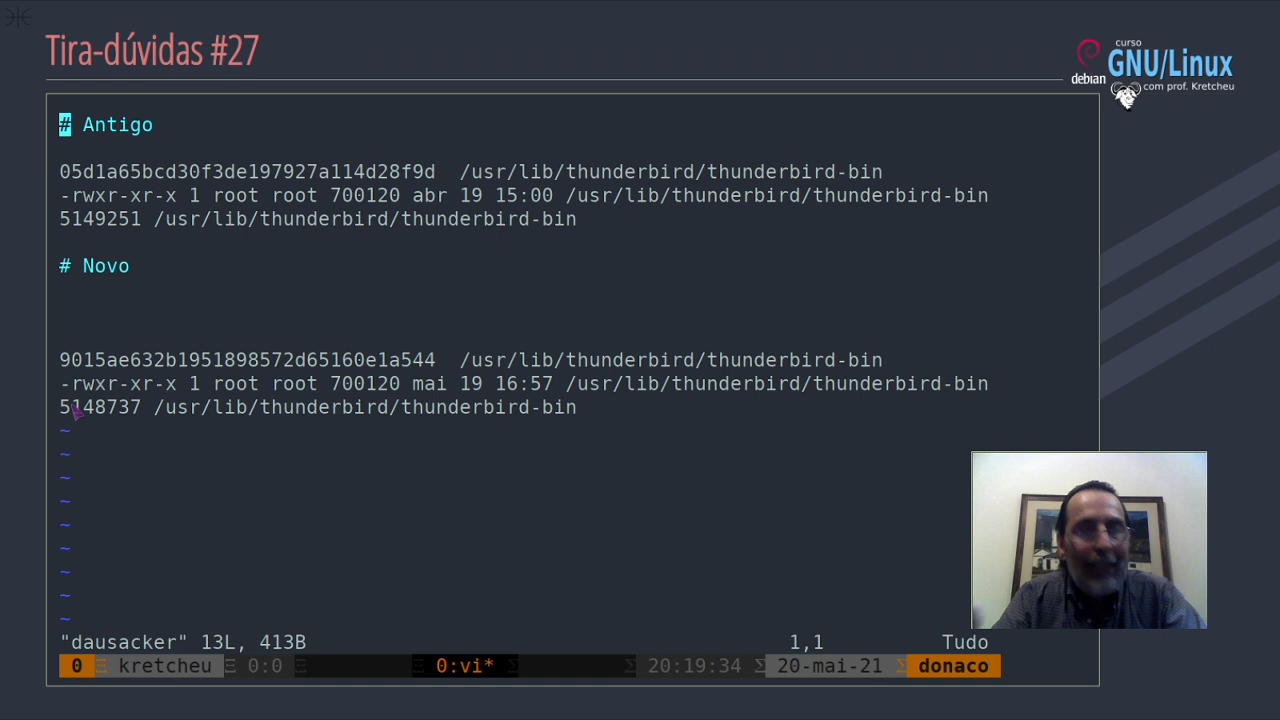 Tira-dúvidas #27
curso
GNU/Linux
debian
com prof. Kretcheu
# Antigo
05d1a65bcd30f3de197927a114d28f9d  /usr/lib/thunderbird/thunderbird-bin
-rwxr-xr-x 1 root root 700120 abr 19 15:00 /usr/lib/thunderbird/thunderbird-bin
5149251 /usr/lib/thunderbird/thunderbird-bin
# Novo
9015ae632b1951898572d65160e1a544  /usr/lib/thunderbird/thunderbird-bin
-rwxr-xr-x 1 root root 700120 mai 19 16:57 /usr/lib/thunderbird/thunderbird-bin
5148737 /usr/lib/thunderbird/thunderbird-bin
~
~
~
~
~
~
~
~
~
"dausacker" 13L, 413B 1,1 Tudo
0 Ξ kretcheu Ξ 0:0 Ξ Ξ 0:vi* Σ Σ 20:19:34 Σ 20-mai-21 Σ donaco